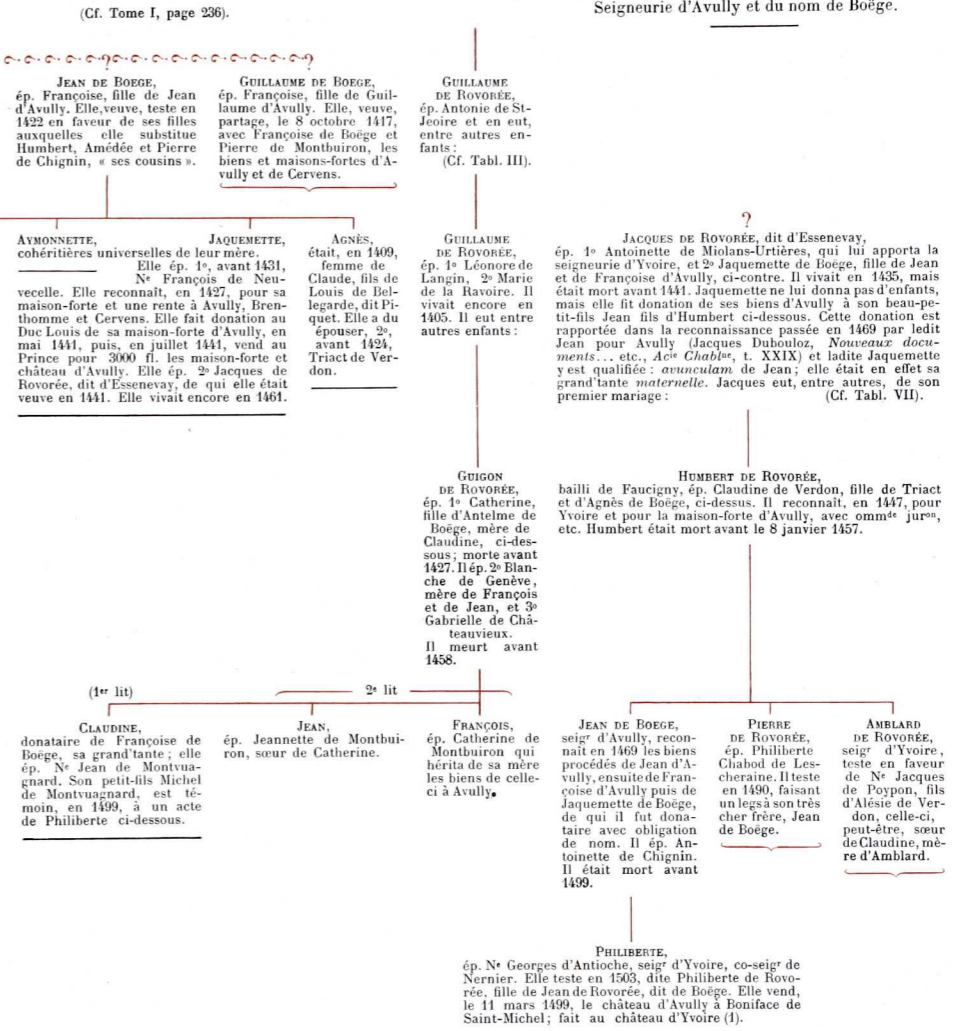 (Cf. Tome I, page 236).
Seigneurie d'Avully et du nom de Boëge.
?
?
JEAN DE BOEGE,
ép. Françoise, fille de Jean
d'Avully. Elle, veuve, teste en
1422 en faveur de ses filles
auxquelles elle substitue
Humbert, Amédée et Pierre
de Chignin, « ses cousins ».
GUILLAUME DE BOEGE,
ép. Françoise, fille de Guil-
laume d'Avully. Elle, veuve,
partage, le 8 octobre 1417,
avec Françoise de Boëge et
Pierre de Montbuiron, les
biens et maisons-fortes d'A-
vully et de Cervens.
GUILLAUME
DE ROVORÉE,
ép. Antonie de St-
Jeoire et en eut,
entre autres en-
fants :
(Cf. Tabl. III).
AYMONNETTE, JAQUEMETTE,
cohéritières universelles de leur mère.
Elle ép. 1º, avant 1431,
Nᵉ François de Neu-
vecelle. Elle reconnaît, en 1427, pour sa
maison-forte et une rente à Avully, Bren-
thomme et Cervens. Elle fait donation au
Duc Louis de sa maison-forte d'Avully, en
mai 1441, puis, en juillet 1441, vend au
Prince pour 3000 fl. les maison-forte et
château d'Avully. Elle ép. 2º Jacques de
Rovorée, dit d'Essenevay, de qui elle était
veuve en 1441. Elle vivait encore en 1461.
AGNÈS,
était, en 1409,
femme de
Claude, fils de
Louis de Bel-
legarde, dit Pi-
quet. Elle a du
épouser, 2º,
avant 1424,
Triact de Ver-
don.
GUILLAUME
DE ROVORÉE,
ép. 1º Léonore de
Langin, 2º Marie
de la Ravoire. Il
vivait encore en
1405. Il eut entre
autres enfants :
?
JACQUES DE ROVORÉE, dit d'Essenevay,
ép. 1º Antoinette de Miolans-Urtières, qui lui apporta la
seigneurie d'Yvoire, et 2º Jaquemette de Boëge, fille de Jean
et de Françoise d'Avully, ci-contre. Il vivait en 1435, mais
était mort avant 1441. Jaquemette ne lui donna pas d'enfants,
mais elle fit donation de ses biens d'Avully à son beau-pe-
tit-fils Jean fils d'Humbert ci-dessous. Cette donation est
rapportée dans la reconnaissance passée en 1469 par ledit
Jean pour Avully (Jacques Dubouloz, Nouveaux docu-
ments... etc., Acⁱᵉ Chablⁿᵉ, t. XXIX) et ladite Jaquemette
y est qualifiée : avunculam de Jean ; elle était en effet sa
grand'tante maternelle. Jacques eut, entre autres, de son
premier mariage : (Cf. Tabl. VII).
GUIGON
DE ROVORÉE,
ép. 1º Catherine,
fille d'Antelme de
Boëge, mère de
Claudine, ci-des-
sous ; morte avant
1427. Il ép. 2º Blan-
che de Genève,
mère de François
et de Jean, et 3º
Gabrielle de Châ-
teauvieux.
Il meurt avant
1458.
HUMBERT DE ROVORÉE,
bailli de Faucigny, ép. Claudine de Verdon, fille de Triact
et d'Agnès de Boëge, ci-dessus. Il reconnaît, en 1447, pour
Yvoire et pour la maison-forte d'Avully, avec ommᵈᵉ jurᵒⁿ,
etc. Humbert était mort avant le 8 janvier 1457.
(1ᵉʳ lit) 2ᵉ lit
CLAUDINE,
donataire de Françoise de
Boëge, sa grand'tante ; elle
ép. Nᵉ Jean de Montvua-
gnard. Son petit-fils Michel
de Montvuagnard, est té-
moin, en 1499, à un acte
de Philiberte ci-dessous.
JEAN,
ép. Jeannette de Montbui-
ron, sœur de Catherine.
FRANÇOIS,
ép. Catherine de
Montbuiron qui
hérita de sa mère
les biens de celle-
ci à Avully.
JEAN DE BOEGE,
seigʳ d'Avully, recon-
naît en 1469 les biens
procédés de Jean d'A-
vully, ensuite de Fran-
çoise d'Avully puis de
Jaquemette de Boëge,
de qui il fut dona-
taire avec obligation
de nom. Il ép. An-
toinette de Chignin.
Il était mort avant
1499.
PIERRE
DE ROVORÉE,
ép. Philiberte
Chabod de Les-
cheraine. Il teste
en 1490, faisant
un legs à son très
cher frère, Jean
de Boëge.
AMBLARD
DE ROVORÉE,
seigʳ d'Yvoire,
teste en faveur
de Nᵉ Jacques
de Poypon, fils
d'Alésie de Ver-
don, celle-ci,
peut-être, sœur
de Claudine, mè-
re d'Amblard.
PHILIBERTE,
ép. Nᵉ Georges d'Antioche, seigʳ d'Yvoire, co-seigʳ de
Nernier. Elle teste en 1503, dite Philiberte de Rovo-
rée, fille de Jean de Rovorée, dit de Boëge. Elle vend,
le 11 mars 1499, le château d'Avully à Boniface de
Saint-Michel ; fait au château d'Yvoire (1).